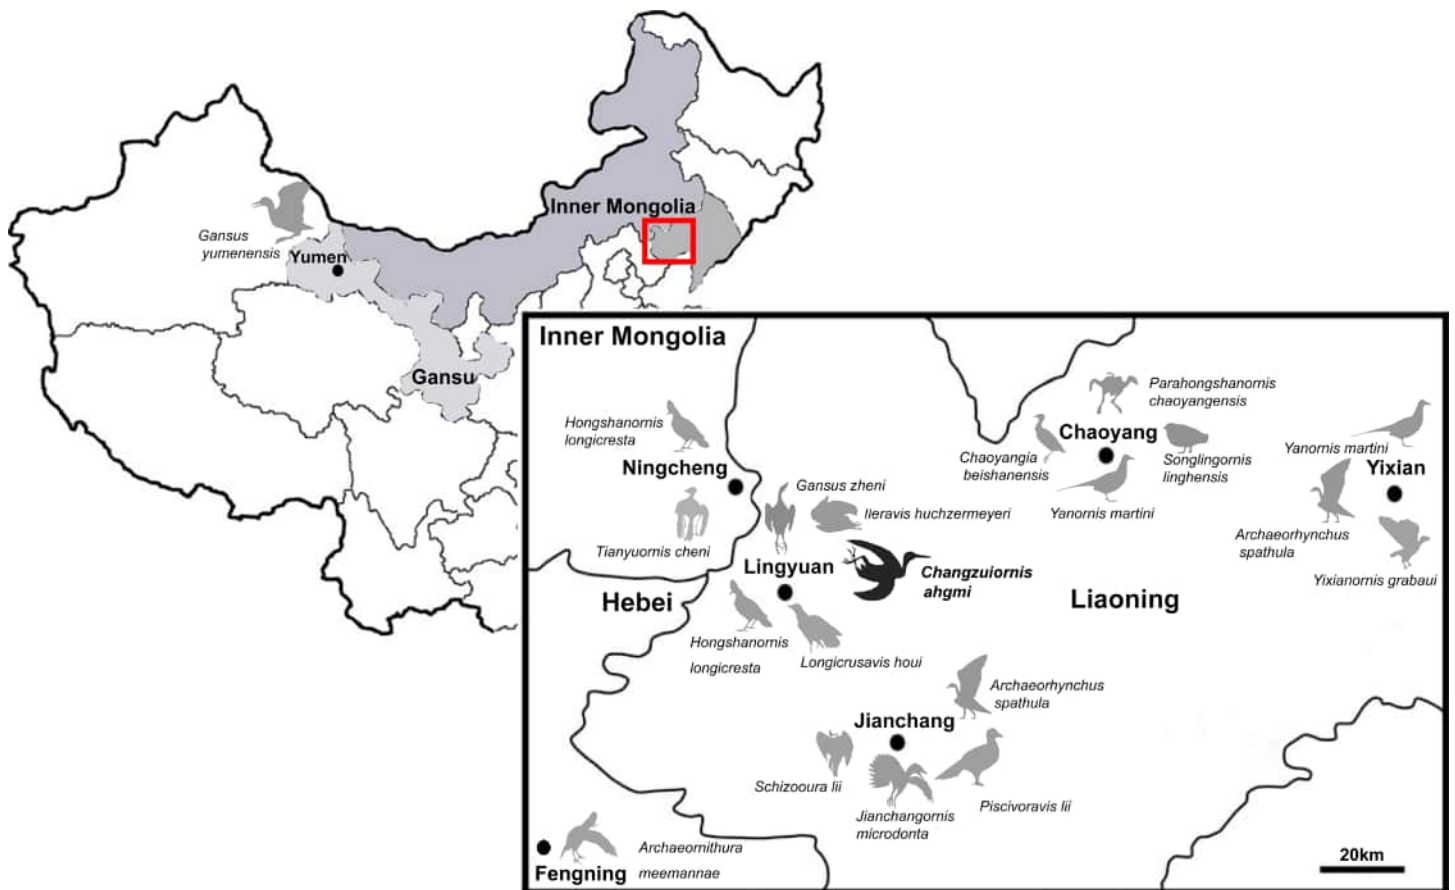 Inner Mongolia
Gansus
yumenensis
Yumen
Gansu
Inner Mongolia
Parahongshanornis
chaoyangensis
Hongshanornis
longicresta
Chaoyang
Chaoyangia
beishanensis
Songlingornis
linghensis
Yanornis martini
Yanornis martini
Yixian
Ningcheng
Gansus zheni
Ileravis huchzermeyeri
Tianyuornis cheni
Archaeorhynchus
spathula
Yixianornis grabaui
Lingyuan
Changzuiornis
ahgmi
Hebei
Liaoning
Hongshanornis
longicresta
Longicrusavis houi
Archaeorhynchus
spathula
Jianchang
Schizooura lii
Jianchangornis
microdonta
Piscivoravis lii
Archaeornithura
meemannae
Fengning
20km